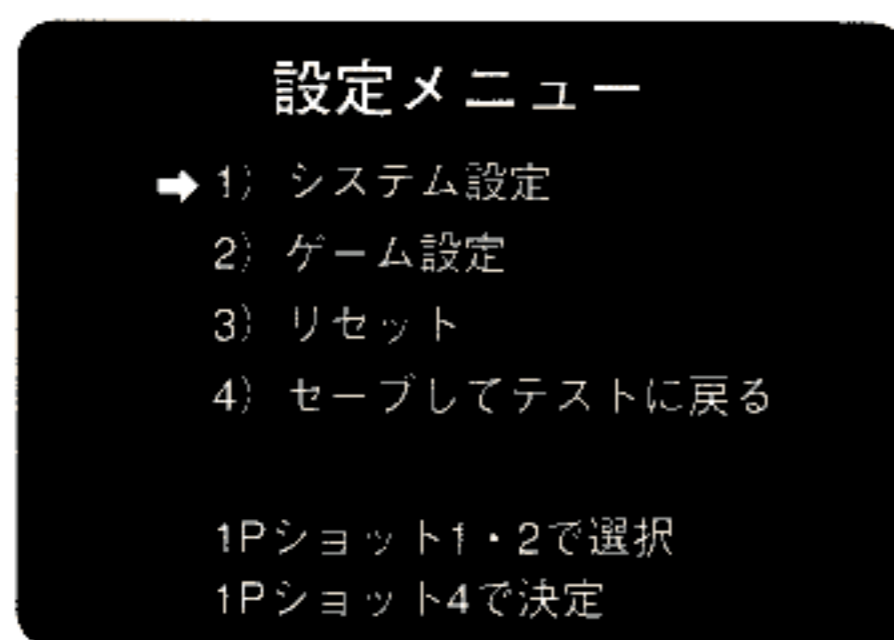 設定メニュー
➡1) システム設定
2) ゲーム設定
3) リセット
4) セーブしてテストに戻る
1Pショット1・2で選択
1Pショット4で決定